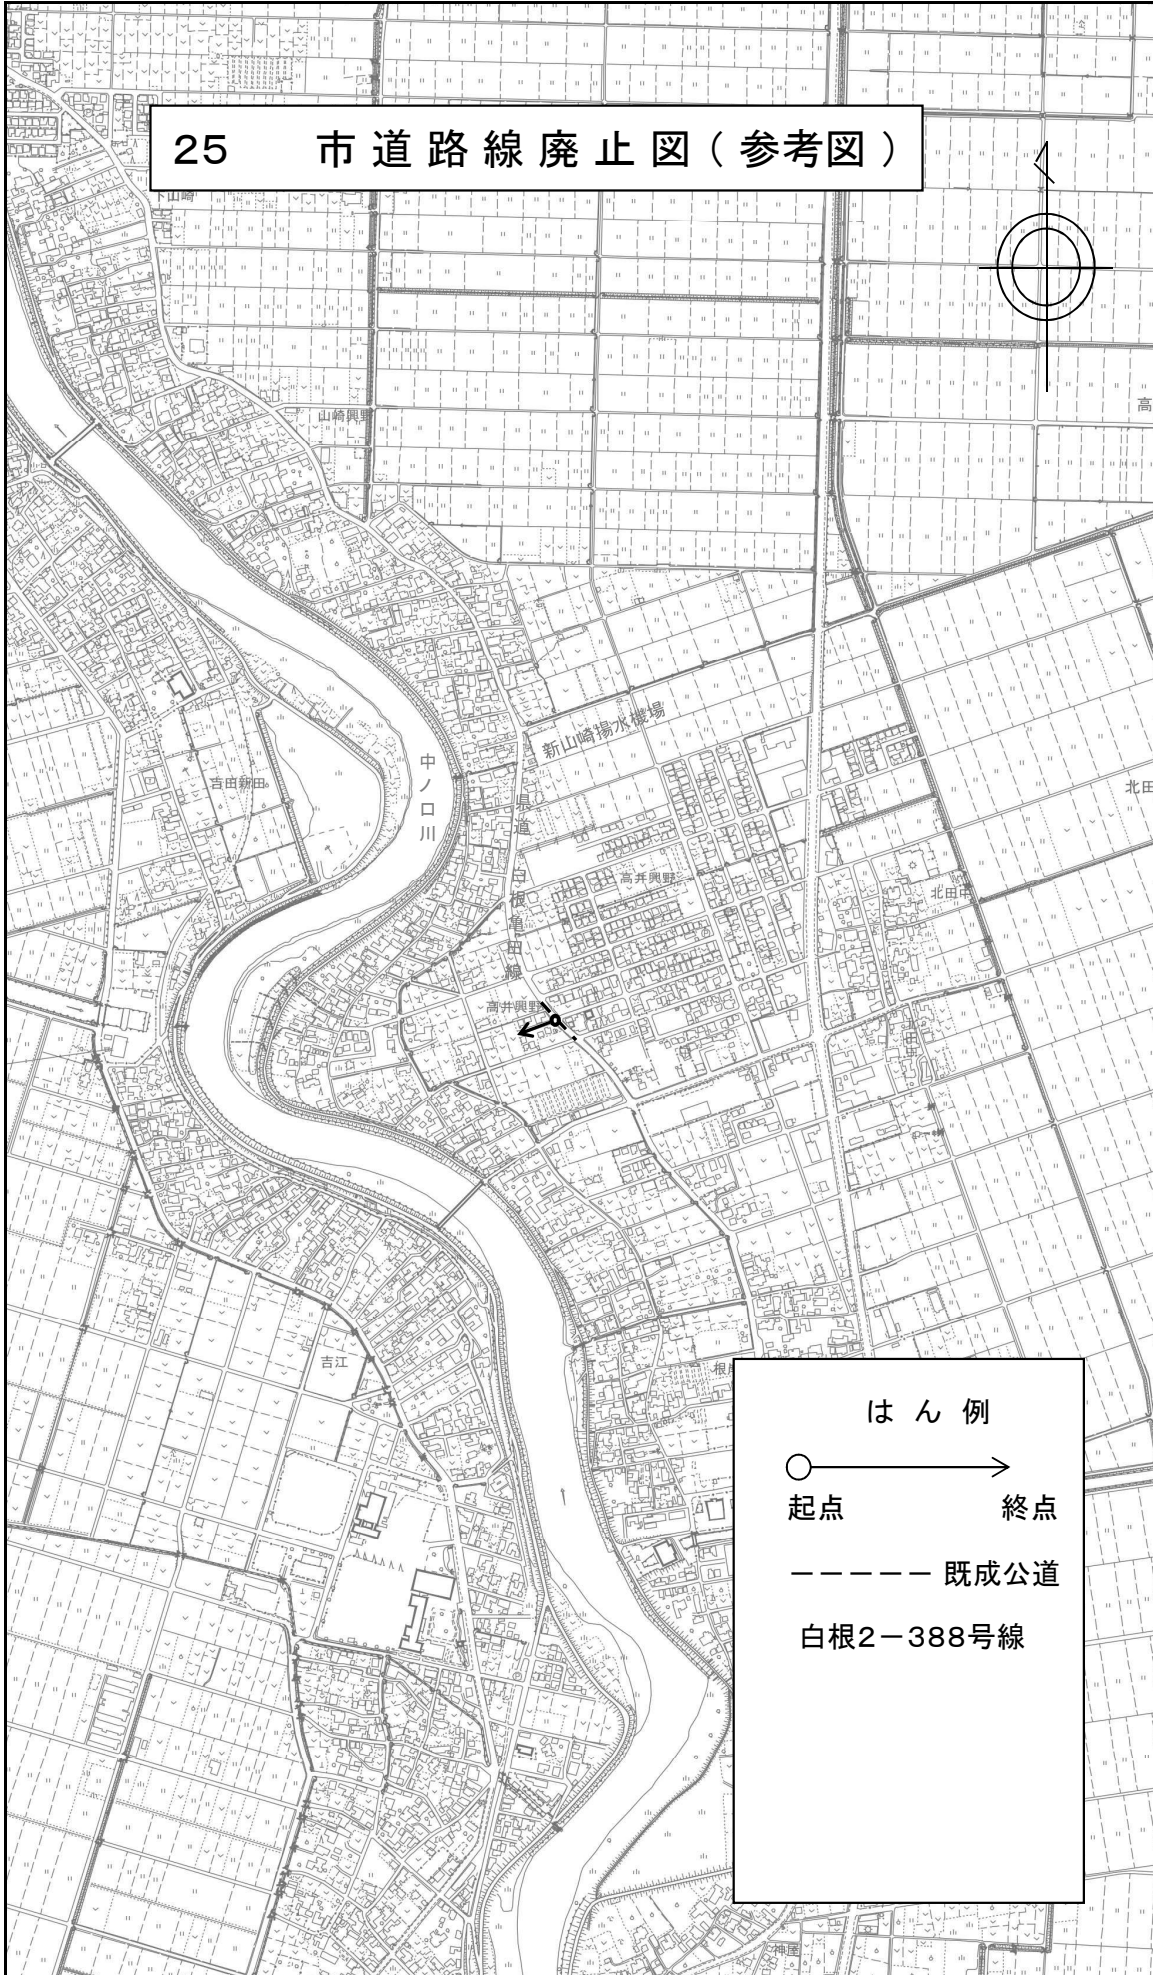 25 市道路線廃止図(参考図)
下山崎
高
山崎興野
新山崎揚水機場
中ノ口川
県道白根亀田線
吉田新田
北田
高井興野
北田中
高井興野
吉江
はん例
起点 終点
既成公道
白根2-388号線
神屋